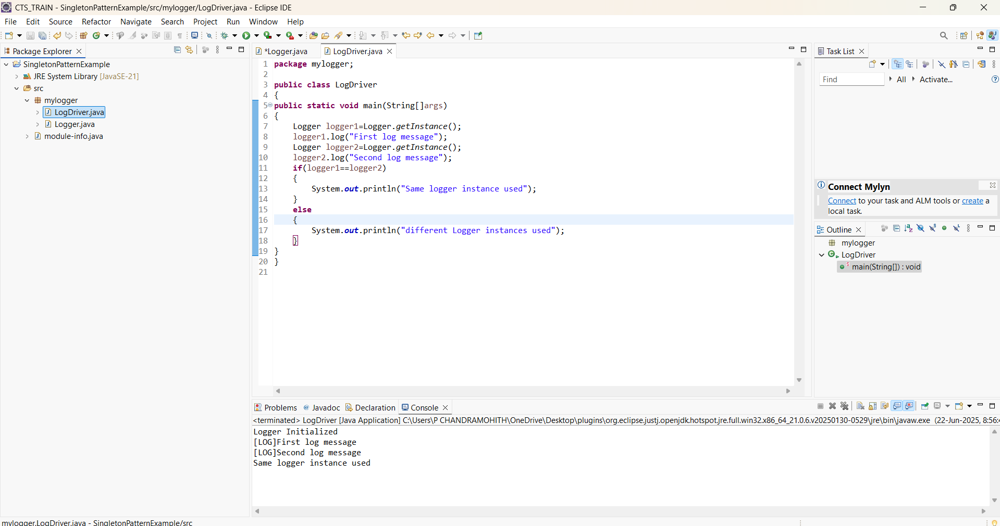 CTS_TRAIN - SingletonPatternExample/src/mylogger/LogDriver.java - Eclipse IDE
File Edit Source Refactor Navigate Search Project Run Window Help
Package Explorer
SingletonPatternExample
JRE System Library [JavaSE-21]
src
mylogger
LogDriver.java
Logger.java
module-info.java
*Logger.java LogDriver.java
1 package mylogger;
2
3 public class LogDriver
4 {
5 public static void main(String[]args)
6 {
7 Logger logger1=Logger.getInstance();
8 logger1.log("First log message");
9 Logger logger2=Logger.getInstance();
10 logger2.log("Second log message");
11 if(logger1==logger2)
12 {
13 System.out.println("Same logger instance used");
14 }
15 else
16 {
17 System.out.println("different Logger instances used");
18 }
19 }
20 }
21
Task List
Find All Activate...
Connect Mylyn
Connect to your task and ALM tools or create a
local task.
Outline
mylogger
LogDriver
main(String[]) : void
Problems Javadoc Declaration Console
<terminated> LogDriver [Java Application] C:\Users\P CHANDRAMOHITH\OneDrive\Desktop\plugins\org.eclipse.justj.openjdk.hotspot.jre.full.win32.x86_64_21.0.6.v20250130-0529\jre\bin\javaw.exe (22-Jun-2025, 8:56:
Logger Initialized
[LOG]First log message
[LOG]Second log message
Same logger instance used
mylogger.LogDriver.java - SingletonPatternExample/src